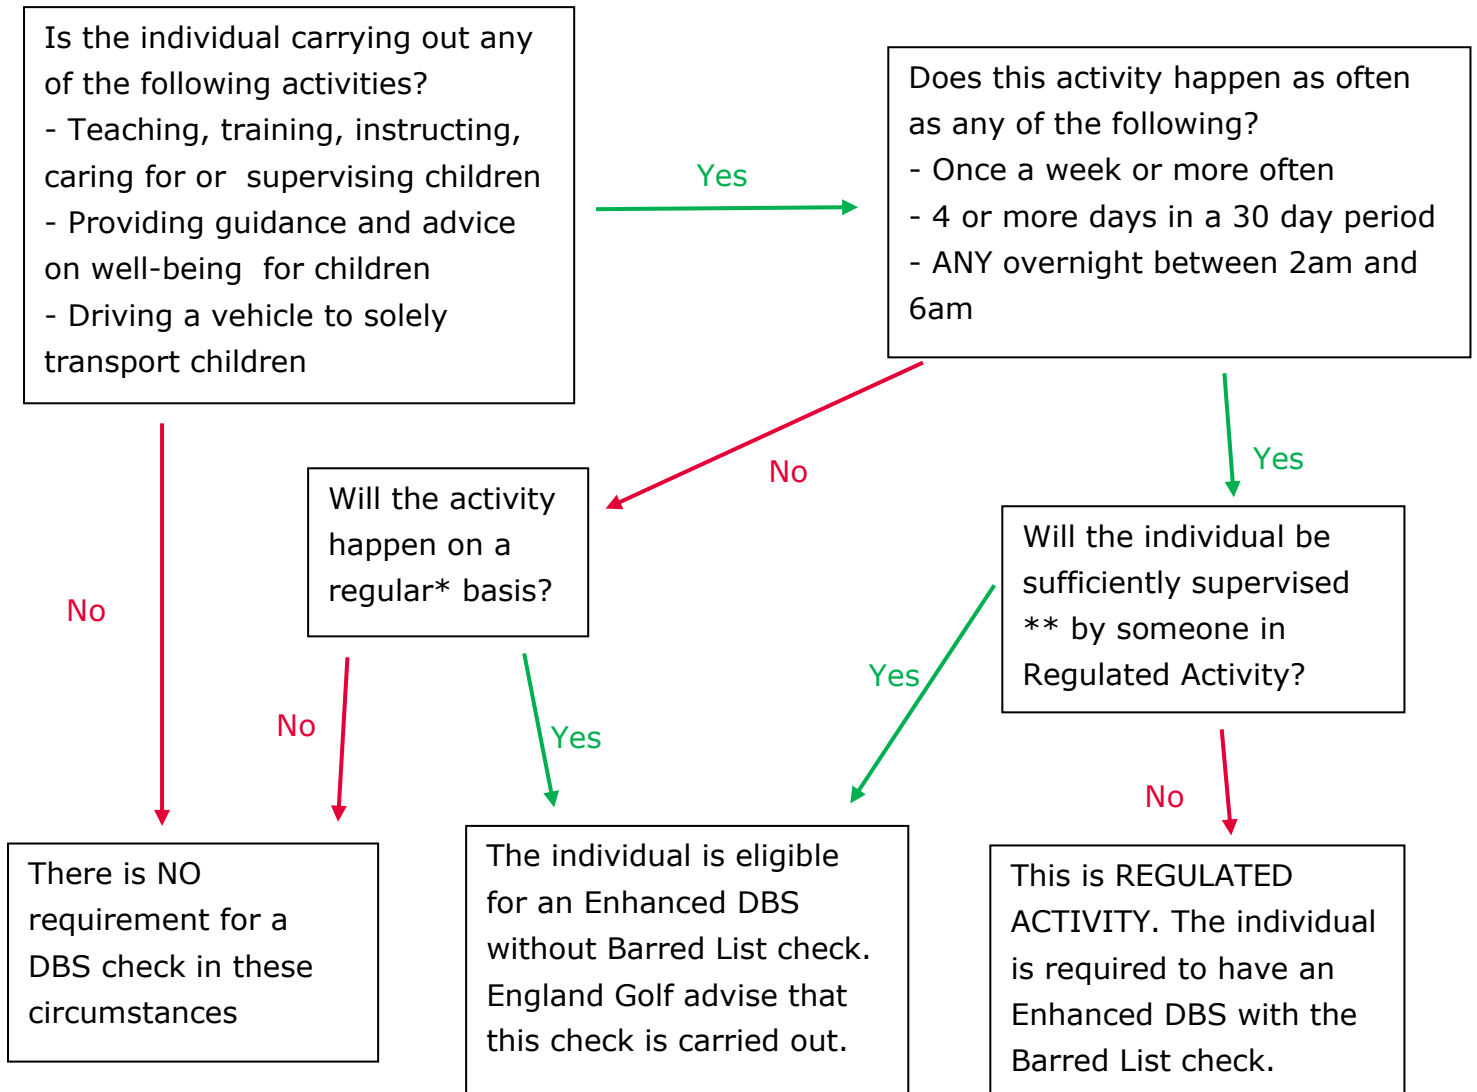 Is the individual carrying out any
of the following activities?
- Teaching, training, instructing,
caring for or supervising children
- Providing guidance and advice
on well-being for children
- Driving a vehicle to solely
transport children
Yes
Does this activity happen as often
as any of the following?
- Once a week or more often
- 4 or more days in a 30 day period
- ANY overnight between 2am and
6am
No
Yes
No
Will the activity
happen on a
regular* basis?
Will the individual be
sufficiently supervised
** by someone in
Regulated Activity?
No
Yes
Yes
No
There is NO
requirement for a
DBS check in these
circumstances
The individual is eligible
for an Enhanced DBS
without Barred List check.
England Golf advise that
this check is carried out.
This is REGULATED
ACTIVITY. The individual
is required to have an
Enhanced DBS with the
Barred List check.